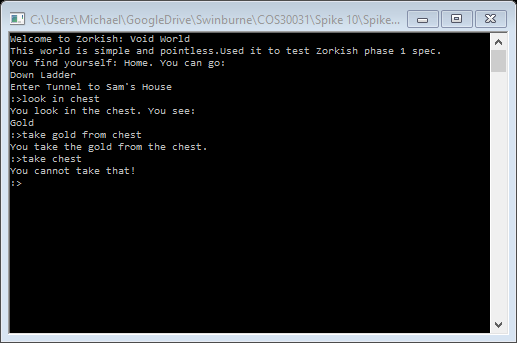 C:\Users\Michael\GoogleDrive\Swinburne\COS30031\Spike 10\Spike...
Welcome to Zorkish: Void World
This world is simple and pointless.Used it to test Zorkish phase 1 spec.
You find yourself: Home. You can go:
Down Ladder
Enter Tunnel to Sam's House
:>look in chest
You look in the chest. You see:
Gold
:>take gold from chest
You take the gold from the chest.
:>take chest
You cannot take that!
:>